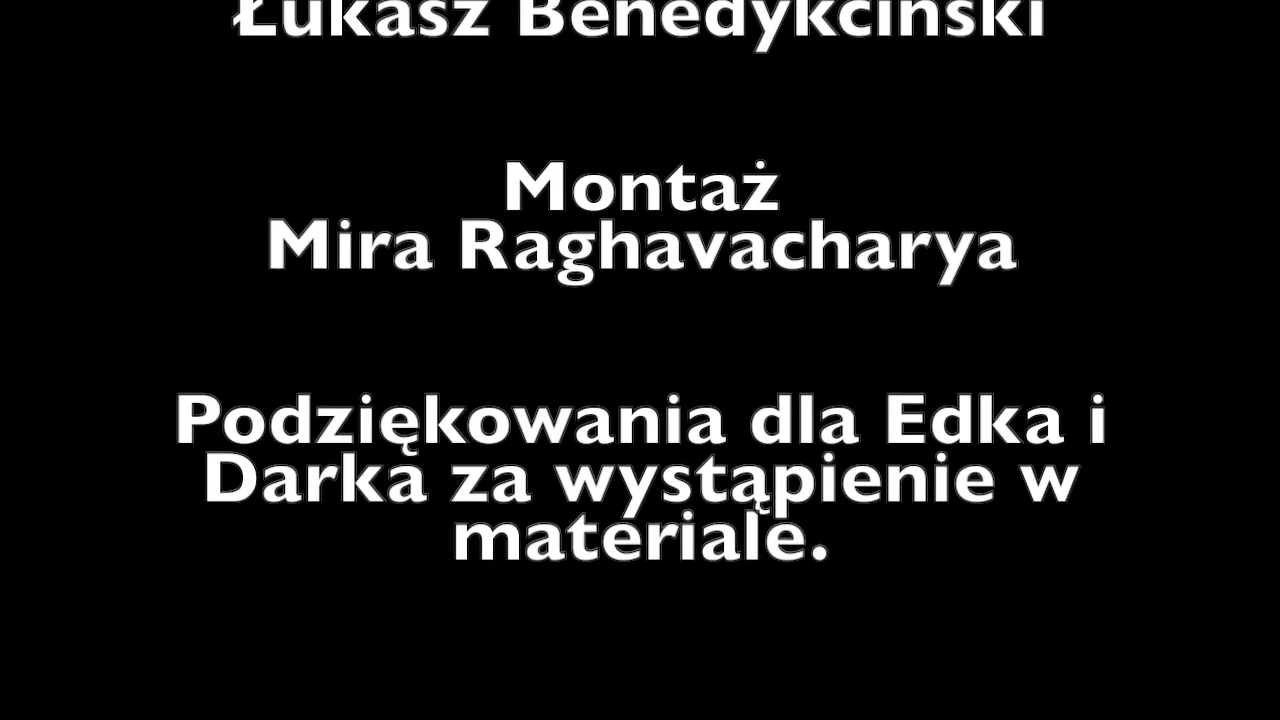 Łukasz Benedykciński
Montaż
Mira Raghavacharya
Podziękowania dla Edka i
Darka za wystąpienie w
materiale.